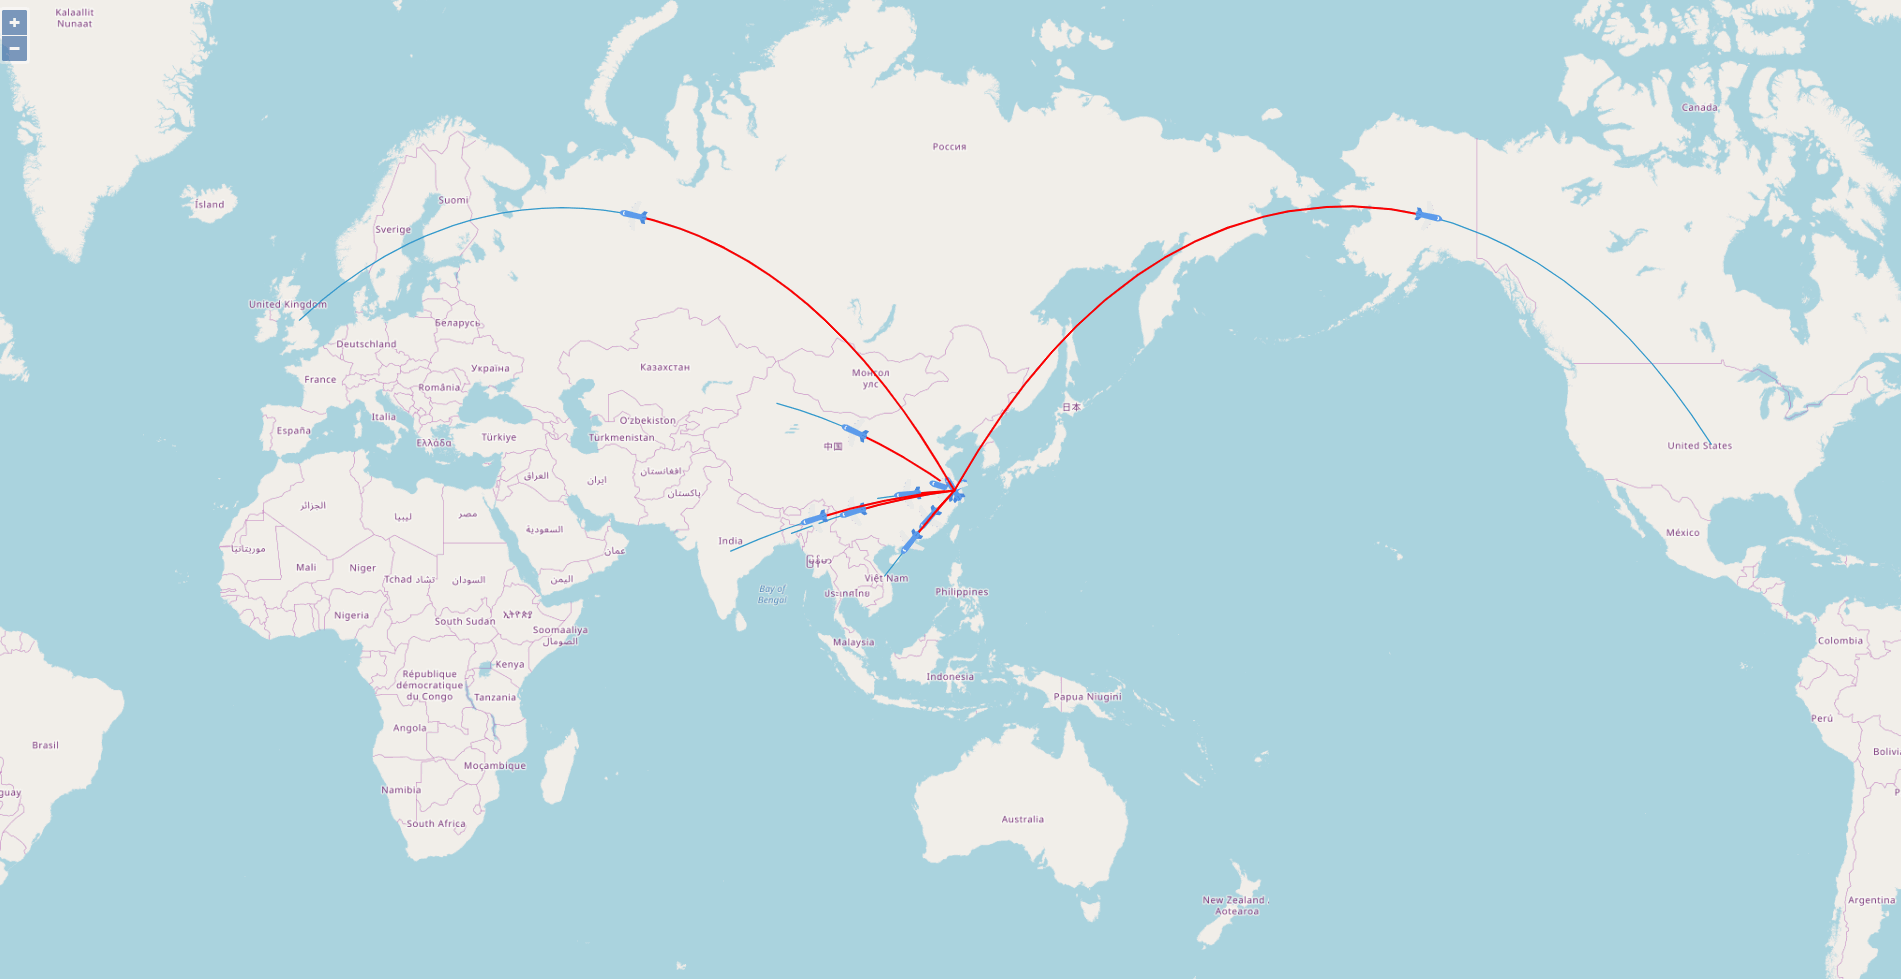 Kalaallit
Nunaat
+
−
Canada
Россия
Suomi
Ísland
Sverige
United Kingdom
Беларусь
Deutschland
Україна
Казахстан
Монгол
улс
France
România
日本
Italia
O'zbekiston
España
Türkiye
Türkmenistan
Ελλάδα
中国
United States
افغانستان
العراق
ایران
پاکستان
الجزائر
ليبيا
مصر
السعودية
México
India
موريتانيا
عمان
မြန်မာ
Mali
Niger
Tchad تشاد
السودان
اليمن
Việt Nam
Bay of
Bengal
ประเทศไทย
Philippines
Nigeria
South Sudan
ኢትዮጵያ
Soomaaliya
الصومال
Malaysia
Colombia
Kenya
République
démocratique
du Congo
Indonesia
Tanzania
Papua Niugini
Perú
Angola
Brasil
Bolivia
Moçambique
Namibia
guay
South Africa
Australia
New Zealand
Aotearoa
Argentina